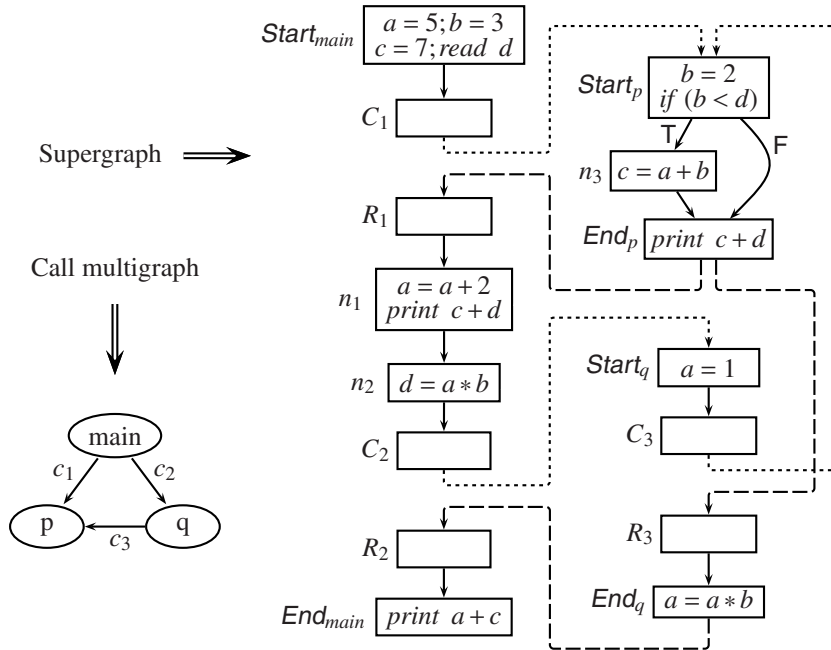 Start_main
a = 5; b = 3
c = 7; read d
C_1
Supergraph
Start_p
b = 2
if (b < d)
T
F
n_3
c = a + b
R_1
End_p
print c + d
Call multigraph
n_1
a = a + 2
print c + d
n_2
d = a * b
Start_q
a = 1
C_2
C_3
main
c_1
c_2
p
q
c_3
R_2
R_3
End_main
print a + c
End_q
a = a * b